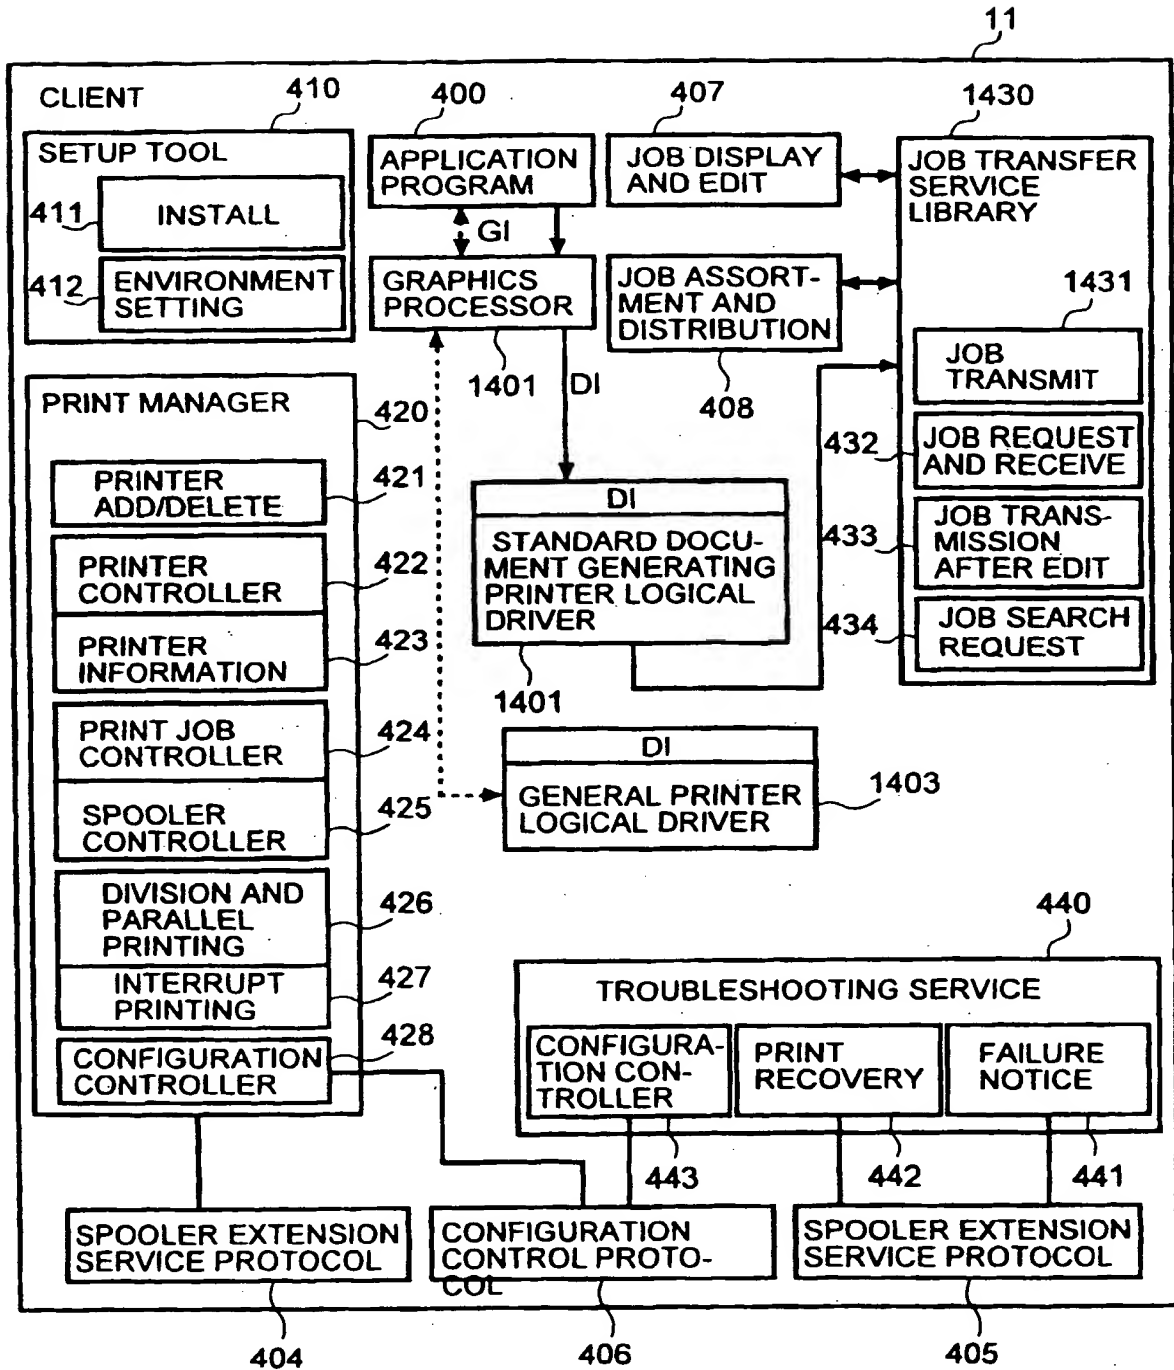 11
CLIENT
410
400
407
1430
SETUP TOOL
411
INSTALL
412
ENVIRONMENT
SETTING
APPLICATION
PROGRAM
GI
GRAPHICS
PROCESSOR
1401
DI
JOB DISPLAY
AND EDIT
JOB ASSORT-
MENT AND
DISTRIBUTION
408
JOB TRANSFER
SERVICE
LIBRARY
1431
JOB
TRANSMIT
432
JOB REQUEST
AND RECEIVE
433
JOB TRANS-
MISSION
AFTER EDIT
434
JOB SEARCH
REQUEST
PRINT MANAGER
420
PRINTER
ADD/DELETE
421
PRINTER
CONTROLLER
422
PRINTER
INFORMATION
423
PRINT JOB
CONTROLLER
424
SPOOLER
CONTROLLER
425
DIVISION AND
PARALLEL
PRINTING
426
INTERRUPT
PRINTING
427
CONFIGURATION
CONTROLLER
428
DI
STANDARD DOCU-
MENT GENERATING
PRINTER LOGICAL
DRIVER
1401
DI
GENERAL PRINTER
LOGICAL DRIVER
1403
440
TROUBLESHOOTING SERVICE
CONFIGURA-
TION CON-
TROLLER
PRINT
RECOVERY
FAILURE
NOTICE
443
442
441
SPOOLER EXTENSION
SERVICE PROTOCOL
CONFIGURATION
CONTROL PROTO-
COL
SPOOLER EXTENSION
SERVICE PROTOCOL
404
406
405